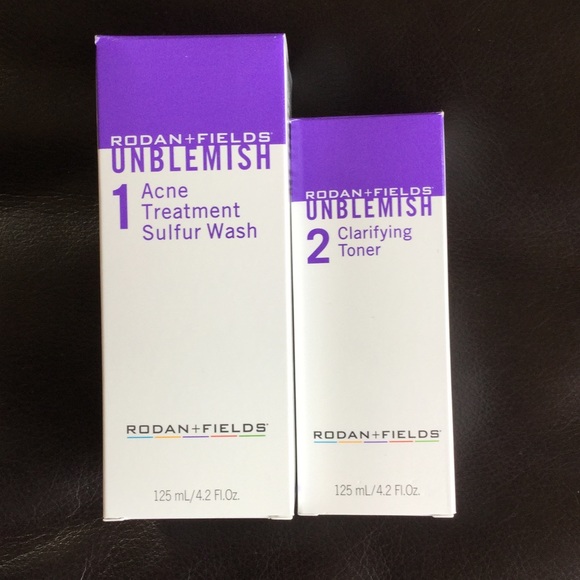 RODAN+FIELDS®
UNBLEMISH
1 Acne
Treatment
Sulfur Wash
RODAN+FIELDS®
125 mL/4.2 Fl.Oz.
RODAN+FIELDS®
UNBLEMISH
2 Clarifying
Toner
RODAN+FIELDS®
125 mL/4.2 Fl.Oz.